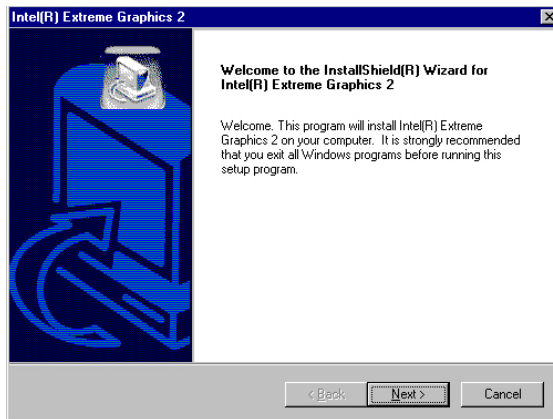 Intel(R) Extreme Graphics 2
Welcome to the InstallShield(R) Wizard for
Intel(R) Extreme Graphics 2
Welcome. This program will install Intel(R) Extreme
Graphics 2 on your computer. It is strongly recommended
that you exit all Windows programs before running this
setup program.
< Back Next > Cancel